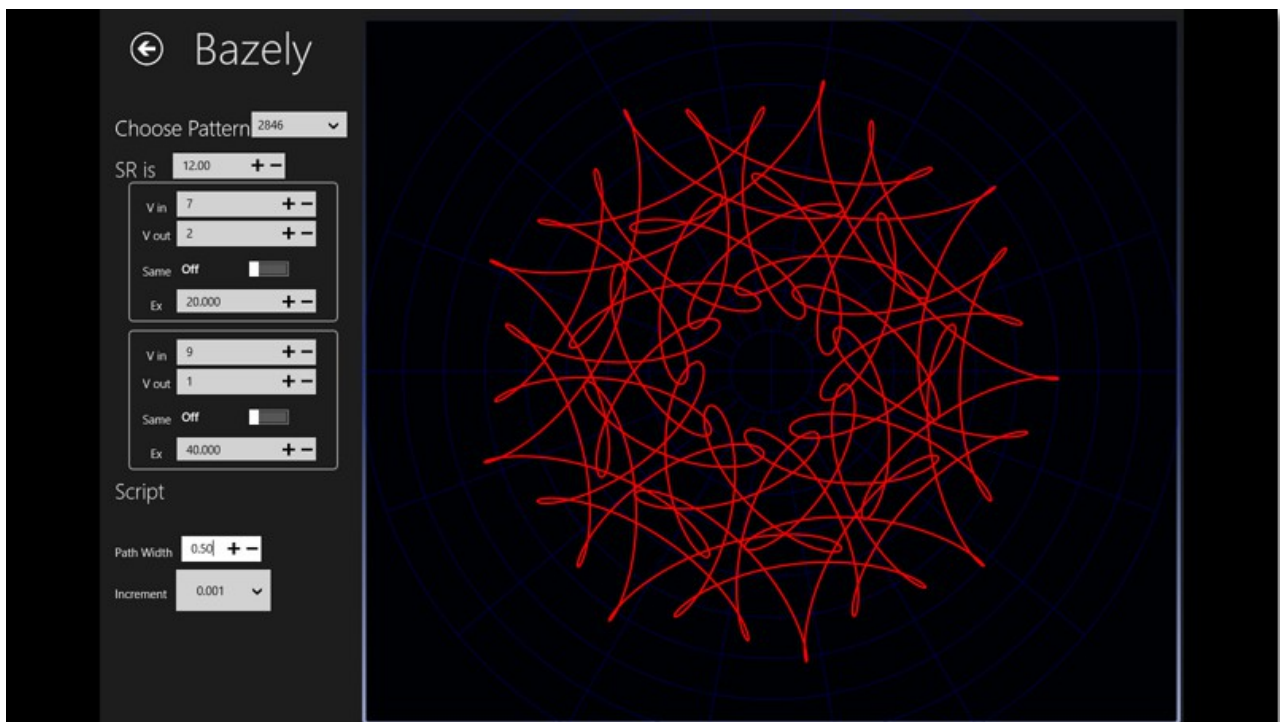 Bazely
Choose Pattern 2846
SR is 12.00
V in 7
V out 2
Same Off
Ex 20.000
V in 9
V out 1
Same Off
Ex 40.000
Script
Path Width 0.50
Increment 0.001